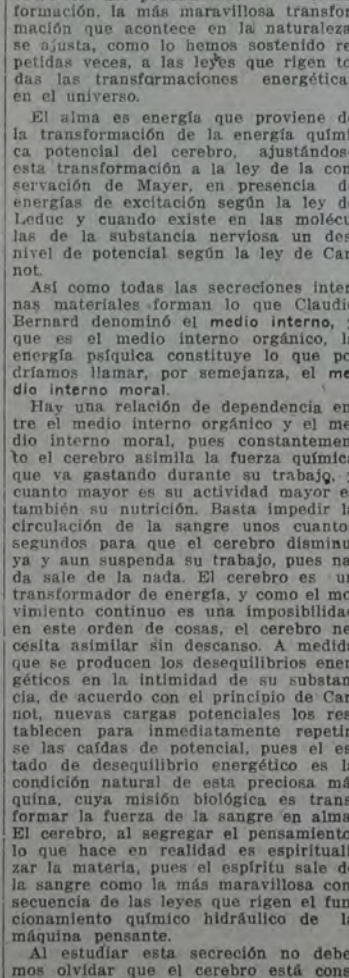 formación, la más maravillosa transfor
mación que acontece en la naturaleza
se ajusta, como lo hemos sostenido re
petidas veces, a las leyes que rigen to
das las transformaciones energética
en el universo.
El alma es energía que proviene d
la transformación de la energía quími
ca potencial del cerebro, ajustándos
esta transformación a la ley de la con
servación de Mayer, en presencia d
energías de excitación según la ley d
Leduc y cuando existe en las molécu
las de la substancia nerviosa un des
nivel de potencial según la ley de Car
not.
Así como todas las secreciones inter
nas materiales forman lo que Claudi
Bernard denominó el medio interno,
que es el medio interno orgánico, l
energía psíquica constituye lo que po
dríamos llamar, por semejanza, el me
dio interno moral.
Hay una relación de dependencia en
tre el medio interno orgánico y el me
dio interno moral, pues constantemen
to el cerebro asimila la fuerza químic
que va gastando durante su trabajo,
cuanto mayor es su actividad mayor e
también su nutrición. Basta impedir l
circulación de la sangre unos cuanto
segundos para que el cerebro disminu
ya y aun suspenda su trabajo, pues na
da sale de la nada. El cerebro es un
transformador de energía, y como el mo
vimiento continuo es una imposibilida
en este orden de cosas, el cerebro ne
cesita asimilar sin descanso. A medid
que se producen los desequilibrios ener
géticos en la intimidad de su substan
cia, de acuerdo con el principio de Car
not, nuevas cargas potenciales los res
tablecen para inmediatamente repetir
se las caídas de potencial, pues el es
tado de desequilibrio energético es l
condición natural de esta preciosa má
quina, cuya misión biológica es trans
formar la fuerza de la sangre en alma
El cerebro, al segregar el pensamiento
lo que hace en realidad es espirituali
zar la materia, pues el espíritu sale d
la sangre como la más maravillosa con
secuencia de las leyes que rigen el fun
cionamiento químico hidráulico de l
máquina pensante.
Al estudiar esta secreción no debe
mos olvidar que el cerebro está com